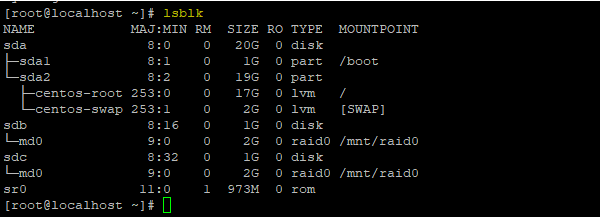 [root@localhost ~]# lsblk
NAME            MAJ:MIN RM  SIZE RO TYPE  MOUNTPOINT
sda               8:0    0   20G  0 disk
├─sda1            8:1    0    1G  0 part  /boot
└─sda2            8:2    0   19G  0 part
  ├─centos-root 253:0    0   17G  0 lvm   /
  └─centos-swap 253:1    0    2G  0 lvm   [SWAP]
sdb               8:16   0    1G  0 disk
└─md0             9:0    0    2G  0 raid0 /mnt/raid0
sdc               8:32   0    1G  0 disk
└─md0             9:0    0    2G  0 raid0 /mnt/raid0
sr0              11:0    1  973M  0 rom
[root@localhost ~]#